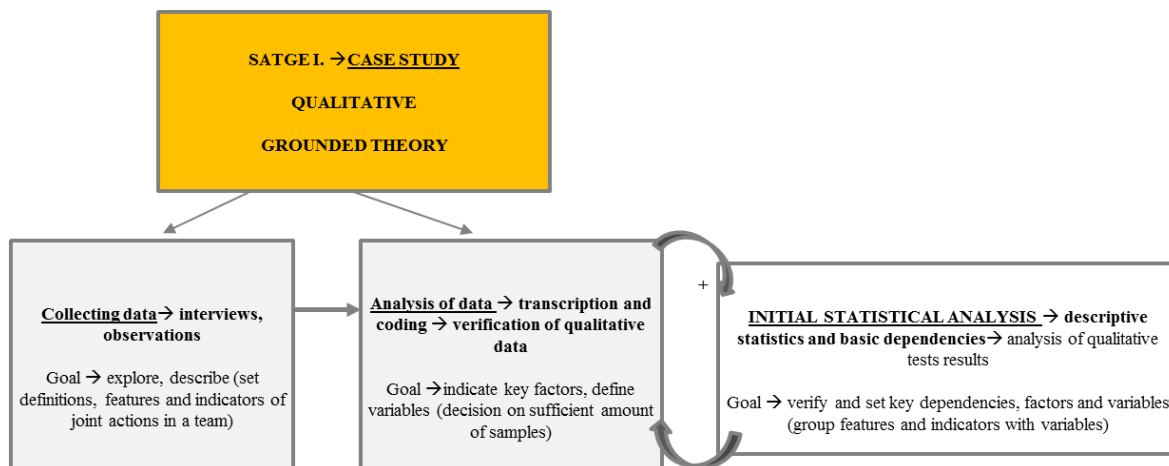 SATGE I. → CASE STUDY
QUALITATIVE
GROUNDED THEORY
Collecting data → interviews,
observations
Goal → explore, describe (set
definitions, features and indicators of
joint actions in a team)
Analysis of data → transcription and
coding → verification of qualitative
data
Goal → indicate key factors, define
variables (decision on sufficient amount
of samples)
+
INITIAL STATISTICAL ANALYSIS → descriptive
statistics and basic dependencies → analysis of qualitative
tests results
Goal → verify and set key dependencies, factors and variables
(group features and indicators with variables)